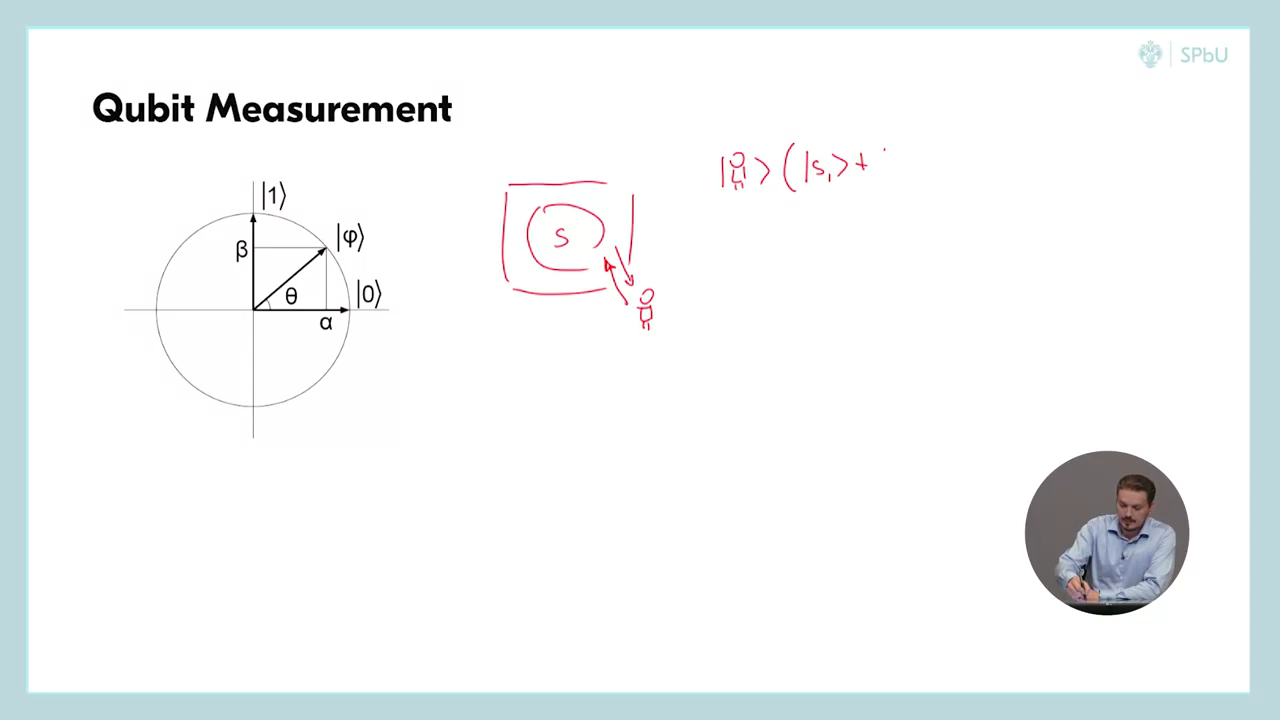 SPbU
Qubit Measurement
|1⟩
β
|φ⟩
θ
|0⟩
α
S
| ⟩(|s₁⟩+